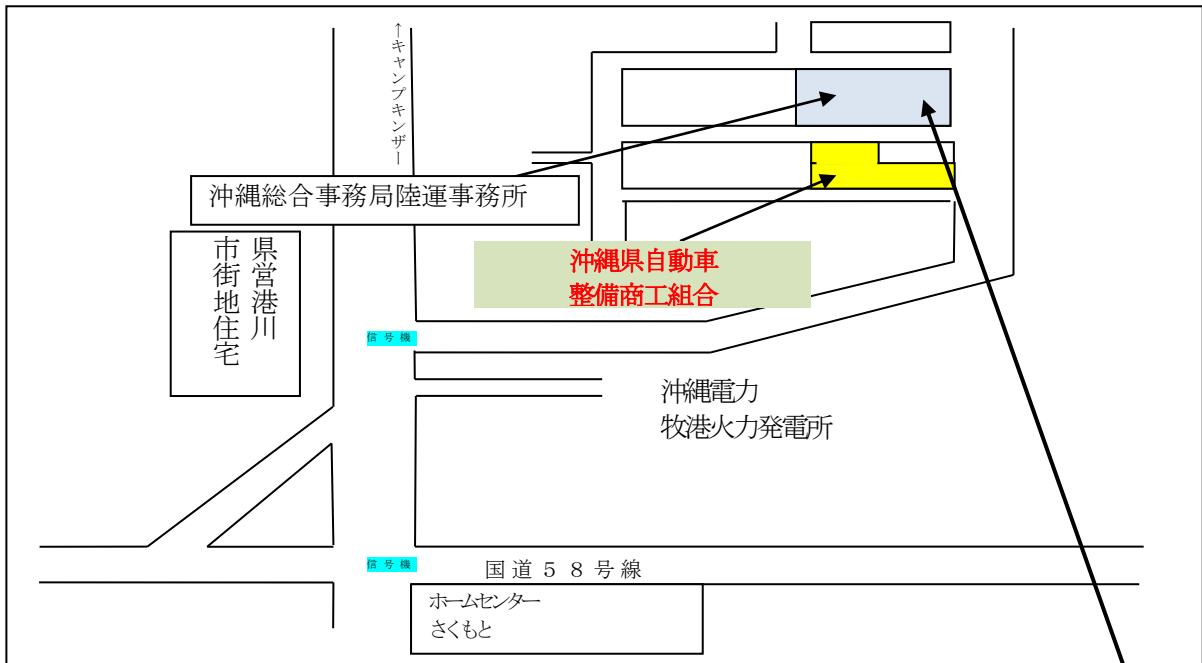 ↑キャンプキンザー
沖縄総合事務局陸運事務所
県営港川
市街地住宅
沖縄県自動車
整備商工組合
信号機
沖縄電力
牧港火力発電所
信号機
国道５８号線
ホームセンター
さくもと